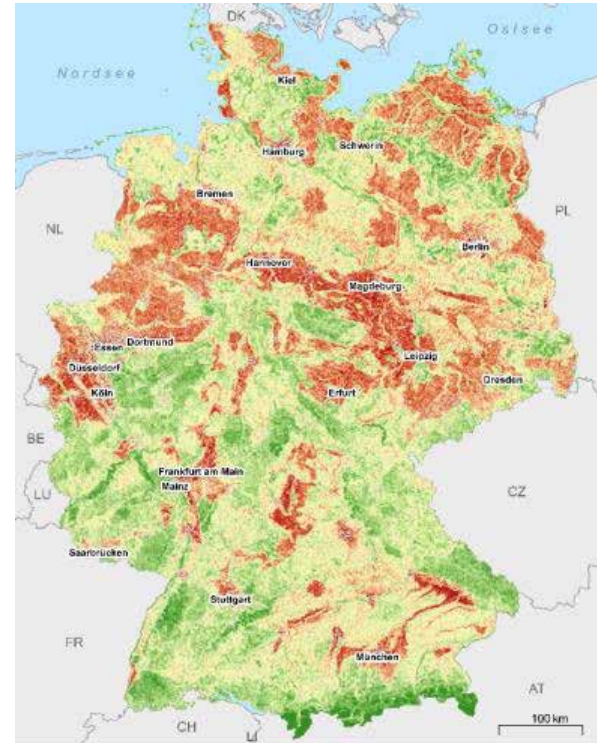 DK
Ostsee
Nordsee
Kiel
Hamburg
Schwerin
Bremen
NL
PL
Berlin
Hannover
Magdeburg
Essen
Dortmund
Düsseldorf
Leipzig
Köln
Erfurt
Dresden
BE
Frankfurt am Main
Mainz
LU
CZ
Saarbrücken
Stuttgart
FR
München
AT
100 km
CH
LI